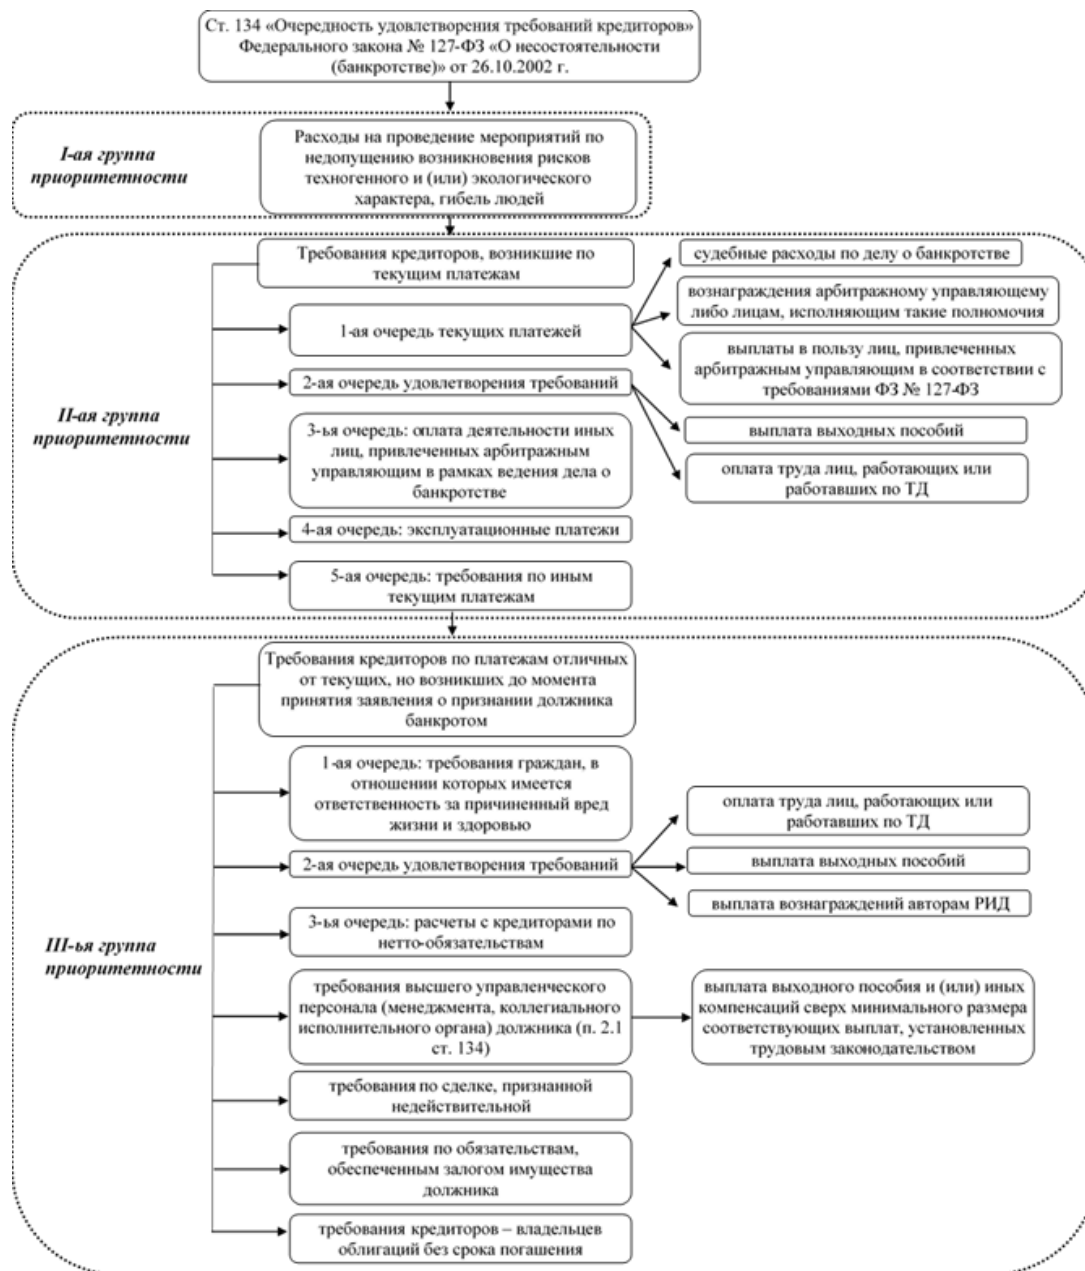 Ст. 134 «Очередность удовлетворения требований кредиторов»
Федерального закона № 127-ФЗ «О несостоятельности
(банкротстве)» от 26.10.2002 г.
I-ая группа
приоритетности
Расходы на проведение мероприятий по
недопущению возникновения рисков
техногенного и (или) экологического
характера, гибель людей
II-ая группа
приоритетности
Требования кредиторов, возникшие по
текущим платежам
1-ая очередь текущих платежей
судебные расходы по делу о банкротстве
вознаграждения арбитражному управляющему
либо лицам, исполняющим такие полномочия
выплаты в пользу лиц, привлеченных
арбитражным управляющим в соответствии с
требованиями ФЗ № 127-ФЗ
2-ая очередь удовлетворения требований
выплата выходных пособий
оплата труда лиц, работающих или
работавших по ТД
3-ья очередь: оплата деятельности иных
лиц, привлеченных арбитражным
управляющим в рамках ведения дела о
банкротстве
4-ая очередь: эксплуатационные платежи
5-ая очередь: требования по иным
текущим платежам
III-ья группа
приоритетности
Требования кредиторов по платежам отличных
от текущих, но возникших до момента
принятия заявления о признании должника
банкротом
1-ая очередь: требования граждан, в
отношении которых имеется
ответственность за причиненный вред
жизни и здоровью
2-ая очередь удовлетворения требований
оплата труда лиц, работающих или
работавших по ТД
выплата выходных пособий
выплата вознаграждений авторам РИД
3-ья очередь: расчеты с кредиторами по
нетто-обязательствам
требования высшего управленческого
персонала (менеджмента, коллегиального
исполнительного органа) должника (п. 2.1
ст. 134)
выплата выходного пособия и (или) иных
компенсаций сверх минимального размера
соответствующих выплат, установленных
трудовым законодательством
требования по сделке, признанной
недействительной
требования по обязательствам,
обеспеченным залогом имущества
должника
требования кредиторов – владельцев
облигаций без срока погашения